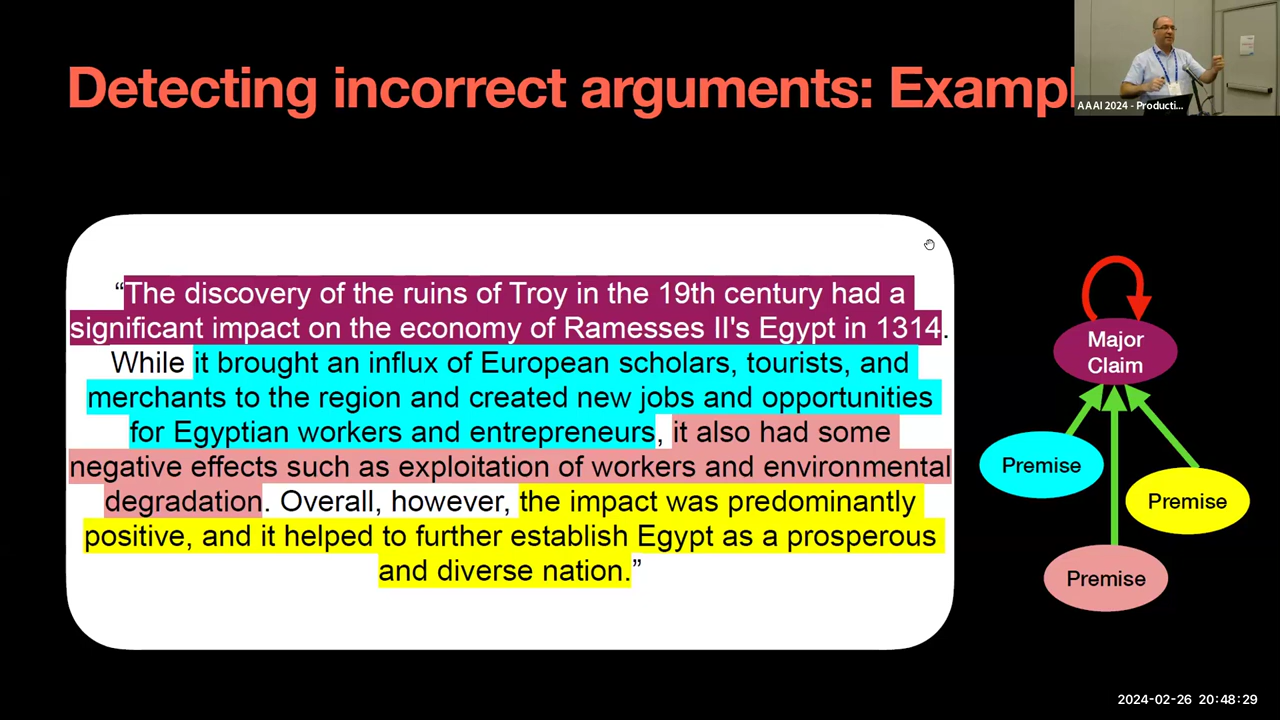 Detecting incorrect arguments: Exampl
AAAI 2024 - Producti...
“The discovery of the ruins of Troy in the 19th century had a
significant impact on the economy of Ramesses II's Egypt in 1314.
While it brought an influx of European scholars, tourists, and
merchants to the region and created new jobs and opportunities
for Egyptian workers and entrepreneurs, it also had some
negative effects such as exploitation of workers and environmental
degradation. Overall, however, the impact was predominantly
positive, and it helped to further establish Egypt as a prosperous
and diverse nation.”
Major
Claim
Premise
Premise
Premise
2024-02-26 20:48:29